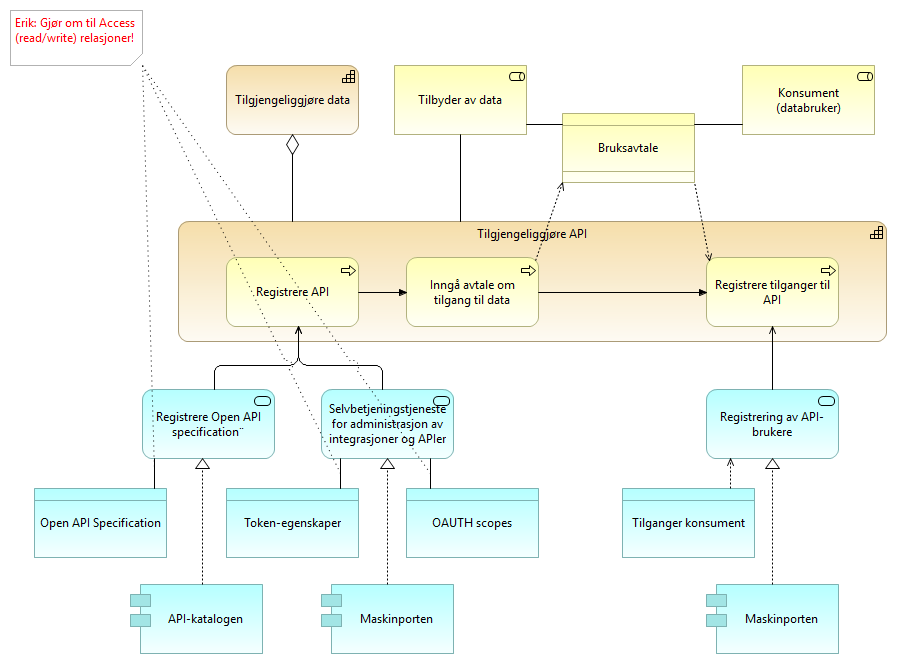 Erik: Gjør om til Access
(read/write) relasjoner!
Tilgjengeliggjøre data
Tilbyder av data
Konsument
(databruker)
Bruksavtale
Tilgjengeliggjøre API
Registrere API
Inngå avtale om
tilgang til data
Registrere tilganger til
API
Registrere Open API
specification¨
Selvbetjeningstjeneste
for administrasjon av
integrasjoner og APIer
Registrering av API-
brukere
Open API Specification
Token-egenskaper
OAUTH scopes
Tilganger konsument
API-katalogen
Maskinporten
Maskinporten